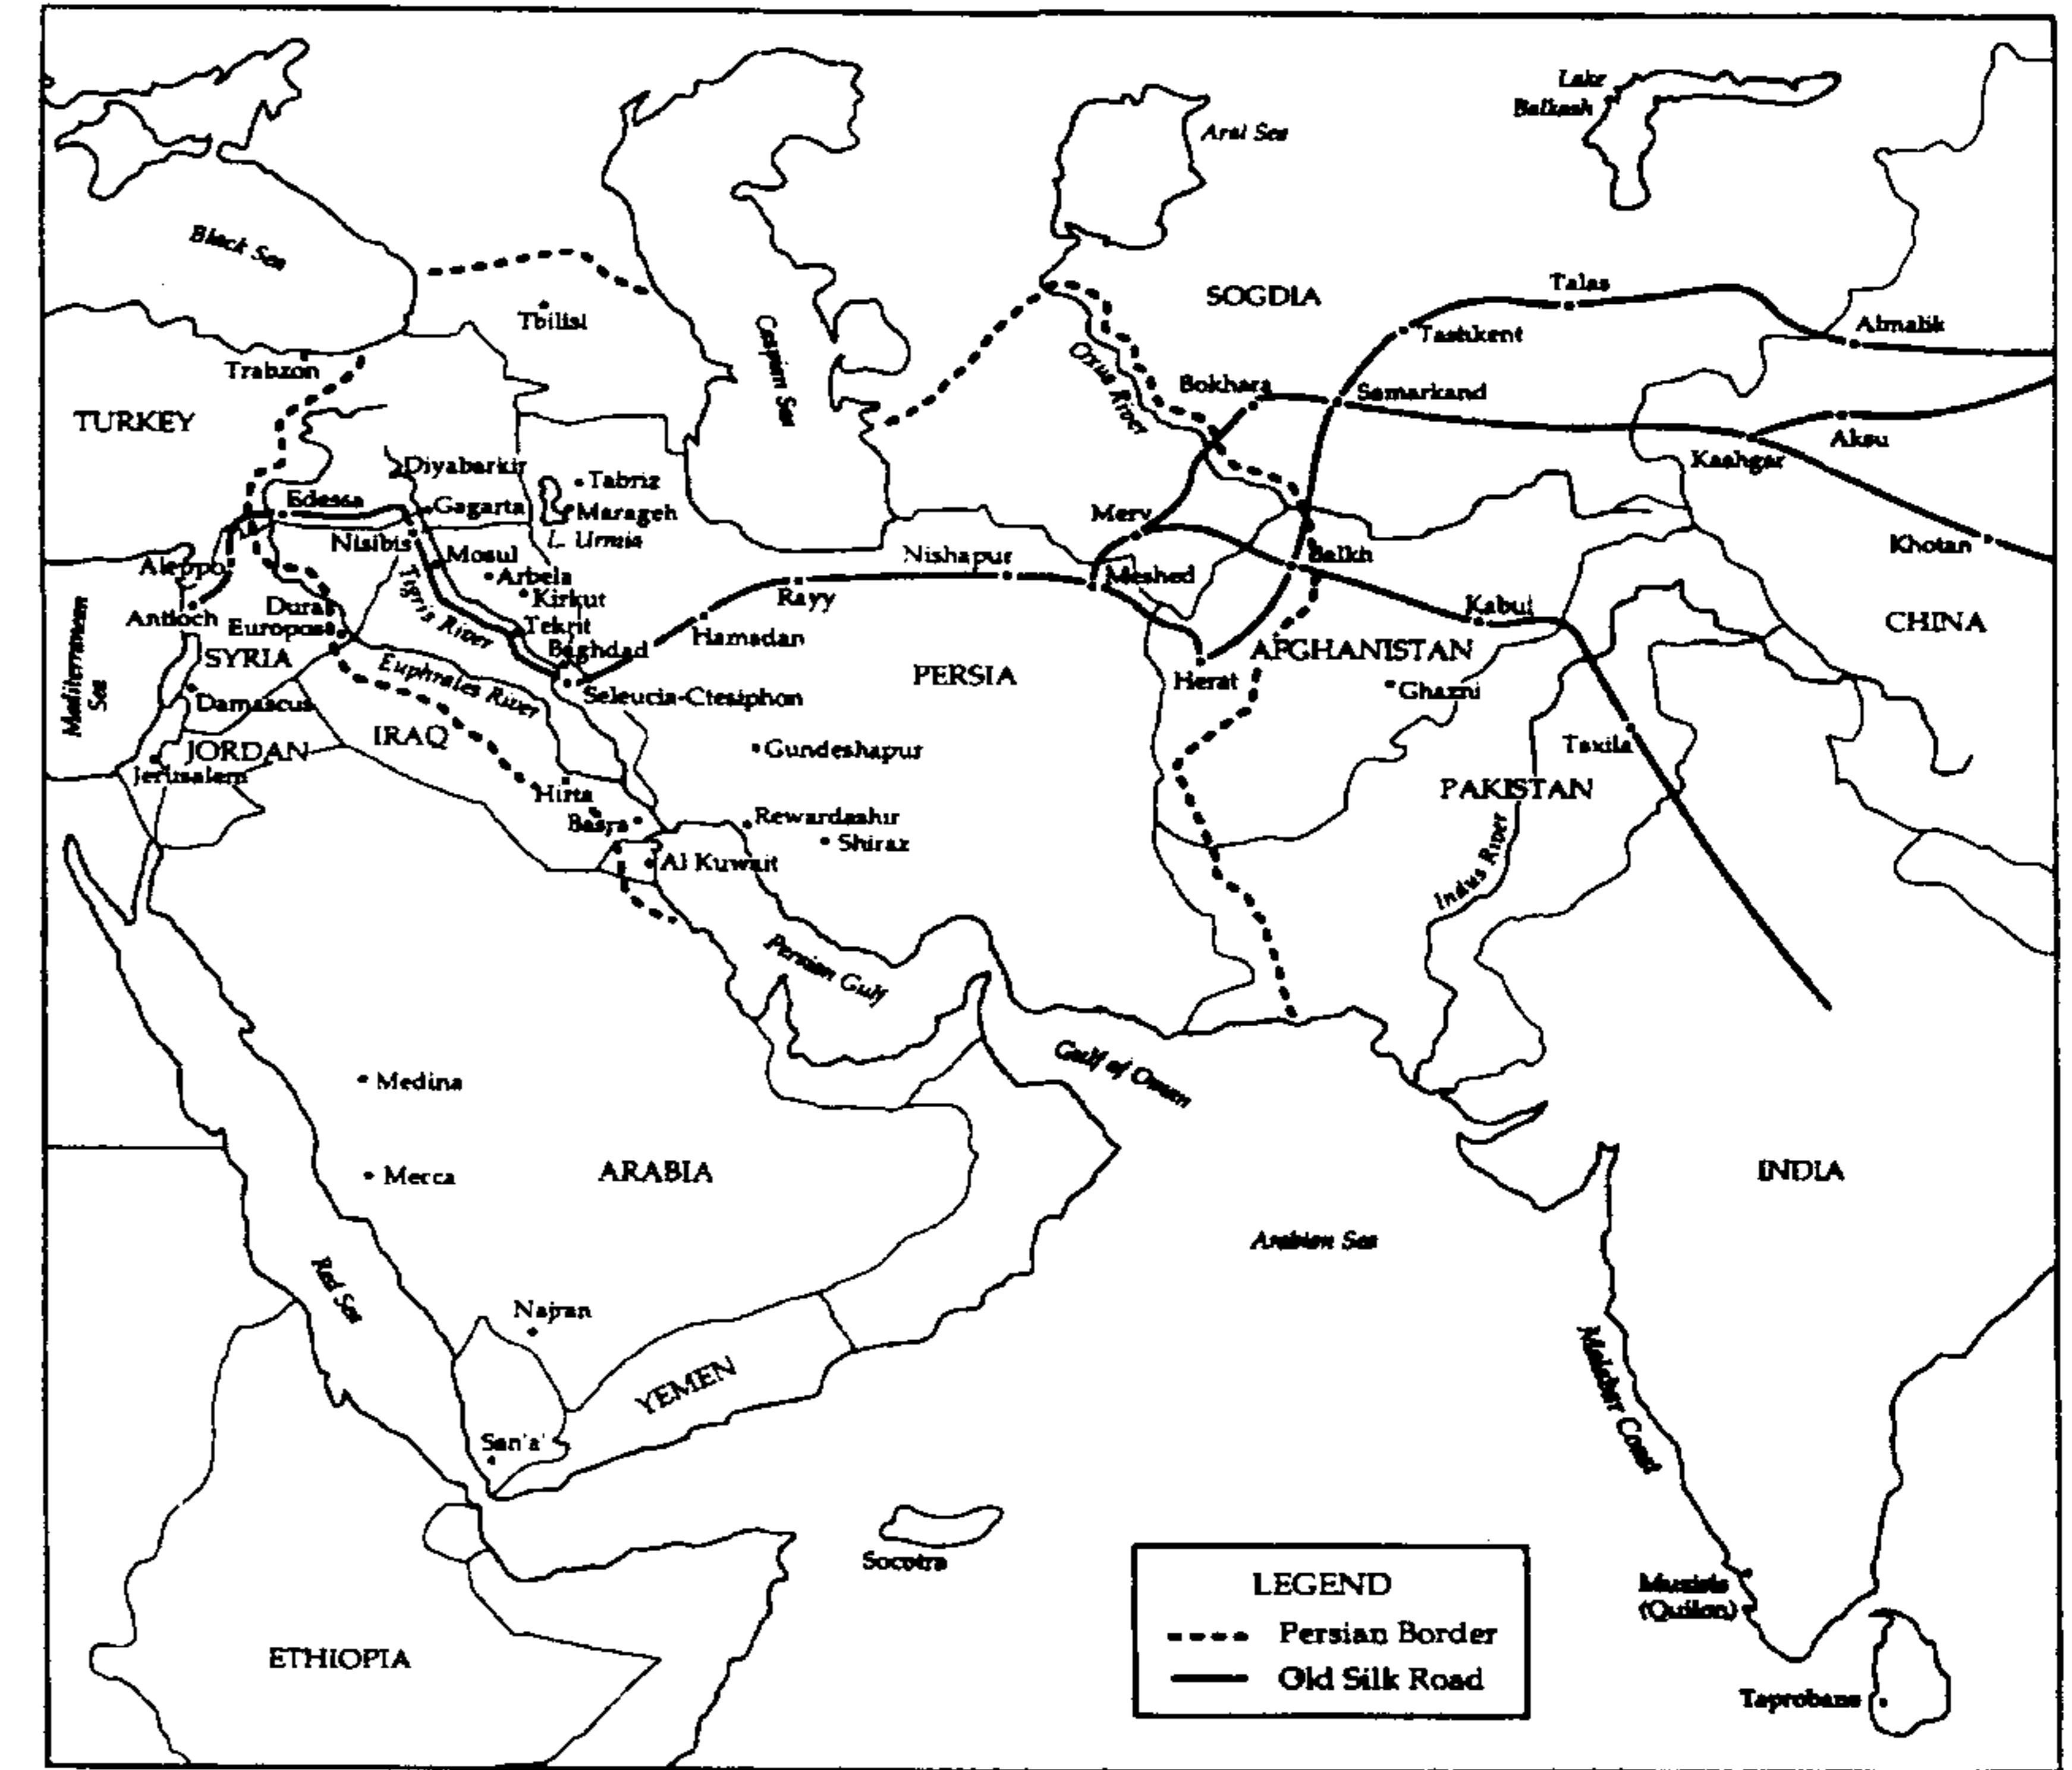 Lake
Balkash
Aral Sea
Black Sea
SOGDIA
Talas
Tbilisi
Caspian Sea
Tashkent
Almalik
Trabzon
Oxus River
Bokhara
Samarkand
TURKEY
Aksu
Kashgar
Diyabarkir
Tabriz
Edessa
Gagarta
Marageh
Merv
Nisibis
L. Urmia
Khotan
Mosul
Nishapur
Balkh
Aleppo
Arbela
Meshed
Tigris River
Kirkut
Rayy
Kabul
Antioch
Dura
Europos
Tekrit
Hamadan
CHINA
Mediterranean
Sea
SYRIA
Baghdad
AFGHANISTAN
Euphrates River
PERSIA
Herat
Ghazni
Damascus
Seleucia-Ctesiphon
IRAQ
JORDAN
Gundeshapur
Taxila
Jerusalem
Hirta
PAKISTAN
Basra
Rewardashir
Shiraz
Al Kuwait
Indus River
Persian Gulf
Gulf of Oman
Medina
Mecca
ARABIA
INDIA
Arabian Sea
Red Sea
Najran
YEMEN
Malabar Coast
San'a'
Socotra
LEGEND
Persian Border
Old Silk Road
(Quilon)
ETHIOPIA
Taprobane